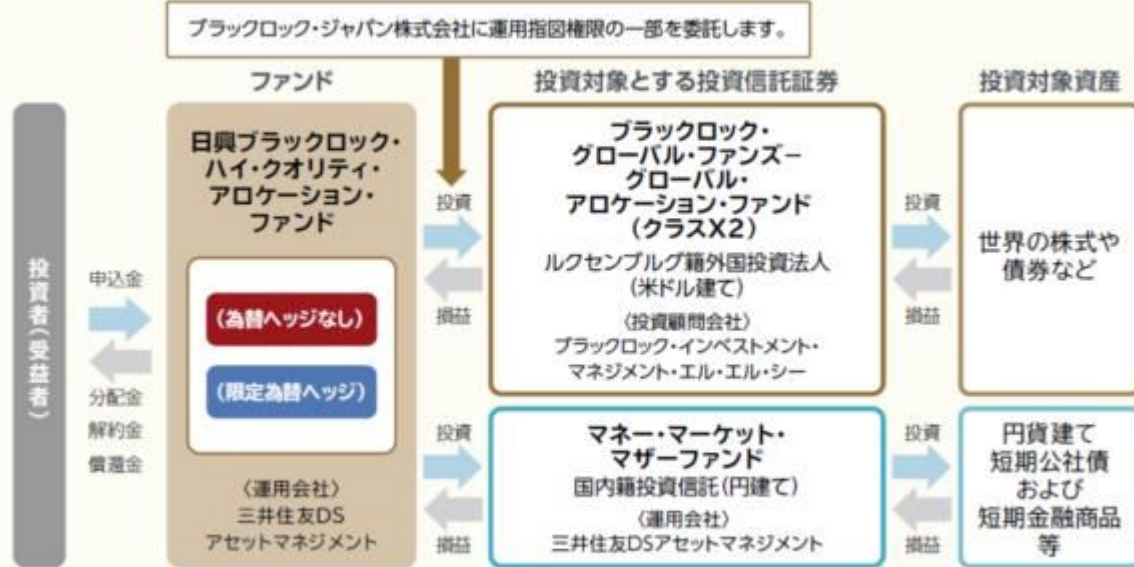 ブラックロック・ジャパン株式会社に運用指図権限の一部を委託します。
ファンド
投資対象とする投資信託証券
投資対象資産
投資者(受益者)
申込金
分配金
解約金
償還金
日興ブラックロック・
ハイ・クオリティ・
アロケーション・
ファンド
(為替ヘッジなし)
(限定為替ヘッジ)
〈運用会社〉
三井住友DS
アセットマネジメント
投資
損益
ブラックロック・
グローバル・ファンズー
グローバル・
アロケーション・ファンド
(クラスX2)
ルクセンブルグ籍外国投資法人
(米ドル建て)
〈投資顧問会社〉
ブラックロック・インベストメント・
マネジメント・エル・エル・シー
投資
損益
世界の株式や
債券など
投資
損益
マネー・マーケット・
マザーファンド
国内籍投資信託(円建て)
〈運用会社〉
三井住友DSアセットマネジメント
投資
損益
円貨建て
短期公社債
および
短期金融商品
等